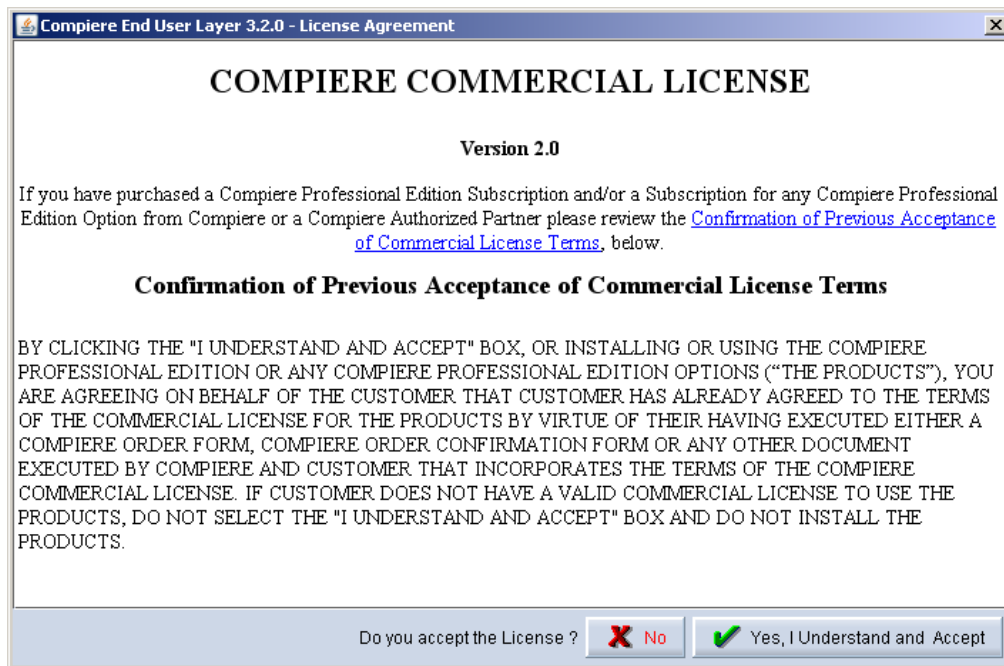 Compiere End User Layer 3.2.0 - License Agreement
COMPIERE COMMERCIAL LICENSE
Version 2.0
If you have purchased a Compiere Professional Edition Subscription and/or a Subscription for any Compiere Professional
Edition Option from Compiere or a Compiere Authorized Partner please review the Confirmation of Previous Acceptance
of Commercial License Terms, below.
Confirmation of Previous Acceptance of Commercial License Terms
BY CLICKING THE "I UNDERSTAND AND ACCEPT" BOX, OR INSTALLING OR USING THE COMPIERE
PROFESSIONAL EDITION OR ANY COMPIERE PROFESSIONAL EDITION OPTIONS (“THE PRODUCTS”), YOU
ARE AGREEING ON BEHALF OF THE CUSTOMER THAT CUSTOMER HAS ALREADY AGREED TO THE TERMS
OF THE COMMERCIAL LICENSE FOR THE PRODUCTS BY VIRTUE OF THEIR HAVING EXECUTED EITHER A
COMPIERE ORDER FORM, COMPIERE ORDER CONFIRMATION FORM OR ANY OTHER DOCUMENT
EXECUTED BY COMPIERE AND CUSTOMER THAT INCORPORATES THE TERMS OF THE COMPIERE
COMMERCIAL LICENSE. IF CUSTOMER DOES NOT HAVE A VALID COMMERCIAL LICENSE TO USE THE
PRODUCTS, DO NOT SELECT THE "I UNDERSTAND AND ACCEPT" BOX AND DO NOT INSTALL THE
PRODUCTS.
Do you accept the License ? No Yes, I Understand and Accept